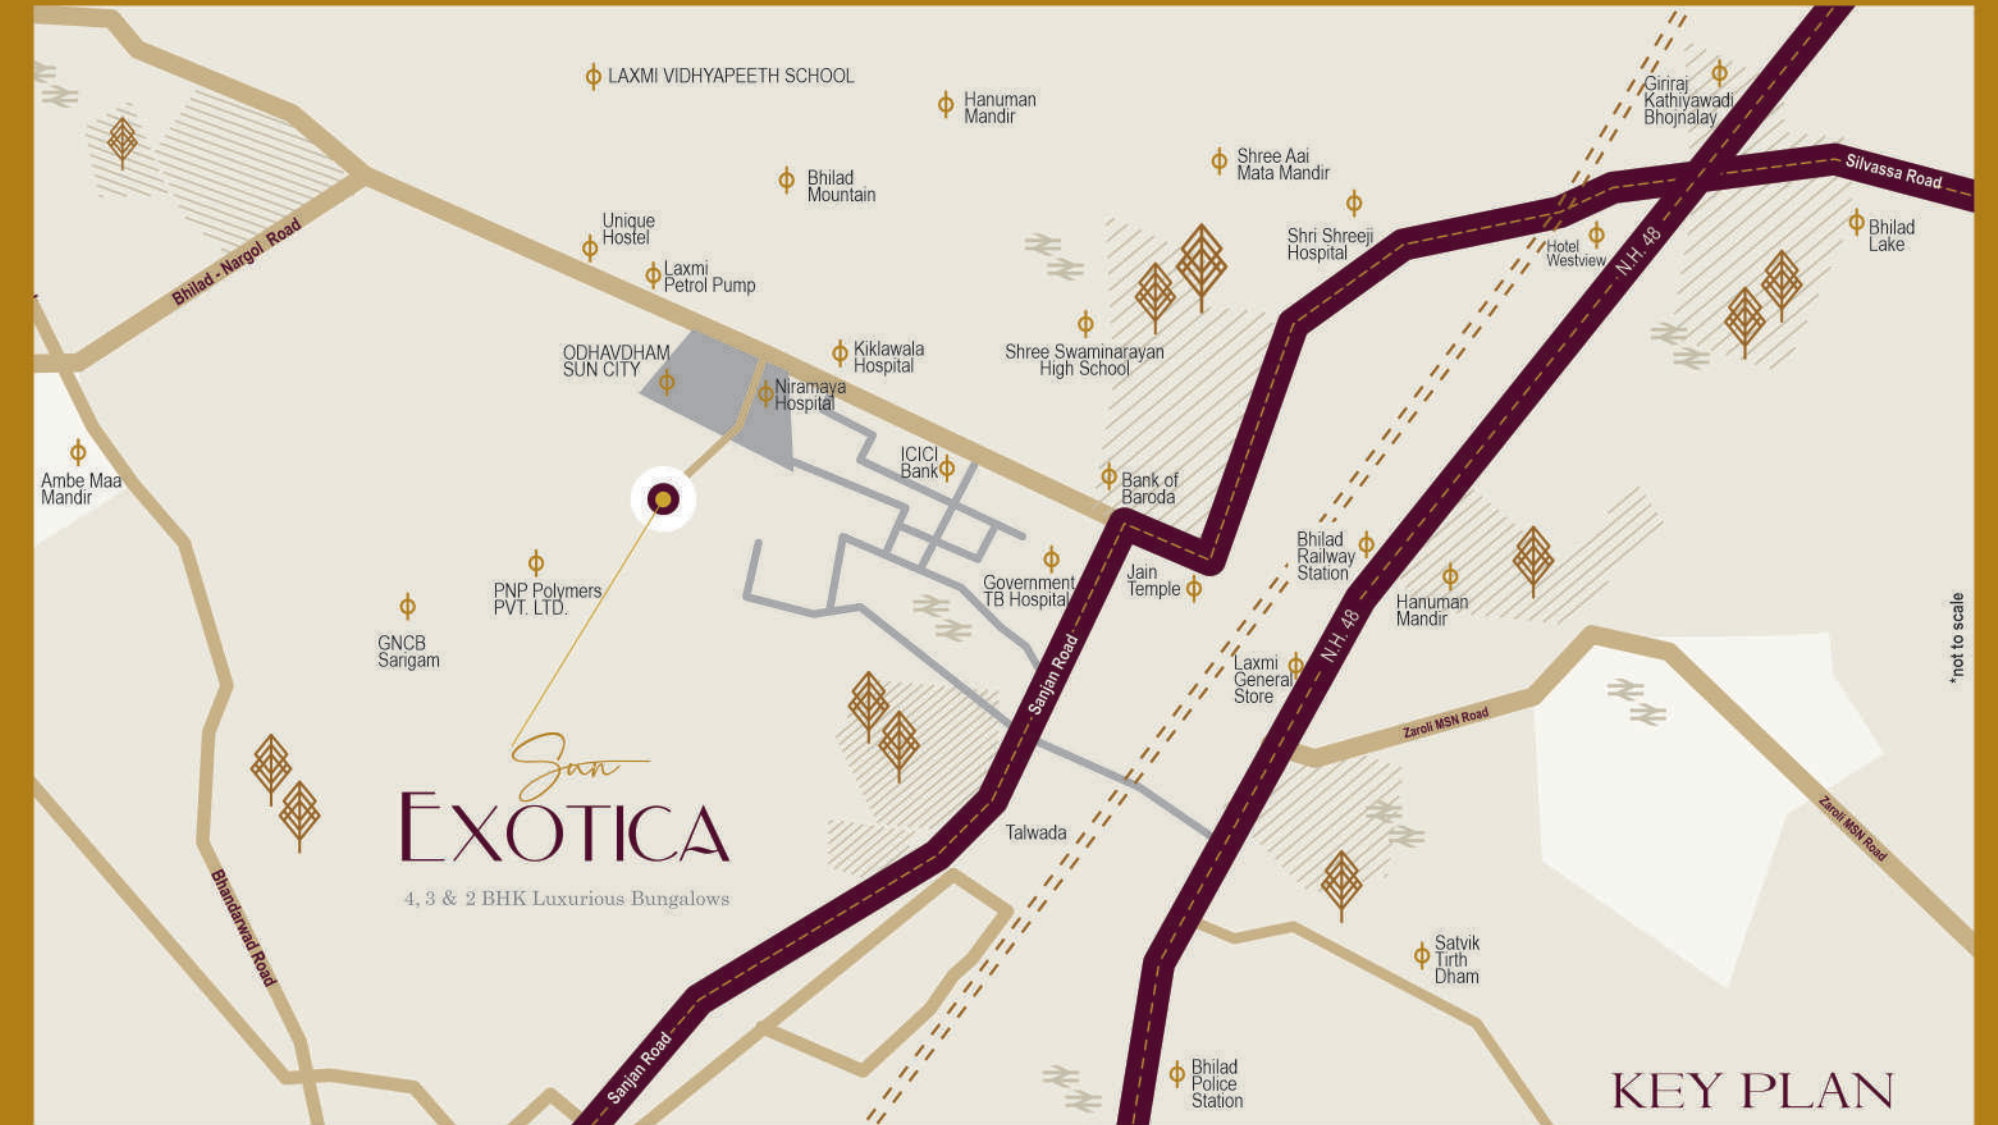 LAXMI VIDHYAPEETH SCHOOL
Hanuman
Mandir
Giriraj
Kathiyawadi
Bhojnalay
Shree Aai
Mata Mandir
Silvassa Road
Bhilad
Mountain
Unique
Hostel
Shri Shreeji
Hospital
Hotel
Westview
N.H. 48
Bhilad
Lake
Bhilad - Nargol Road
Laxmi
Petrol Pump
ODHAVDHAM
SUN CITY
Kiklawala
Hospital
Shree Swaminarayan
High School
Niramaya
Hospital
ICICI
Bank
Bank of
Baroda
Ambe Maa
Mandir
Bhilad
Railway
Station
PNP Polymers
PVT. LTD.
Government
TB Hospital
Jain
Temple
Hanuman
Mandir
GNCB
Sarigam
Sanjan Road
N.H. 48
Laxmi
General
Store
*not to scale
Zaroli MSN Road
Sun
EXOTICA
4, 3 & 2 BHK Luxurious Bungalows
Talwada
Zaroli MSN Road
Bhandarwad Road
Satvik
Tirth
Dham
Sanjan Road
Bhilad
Police
Station
KEY PLAN